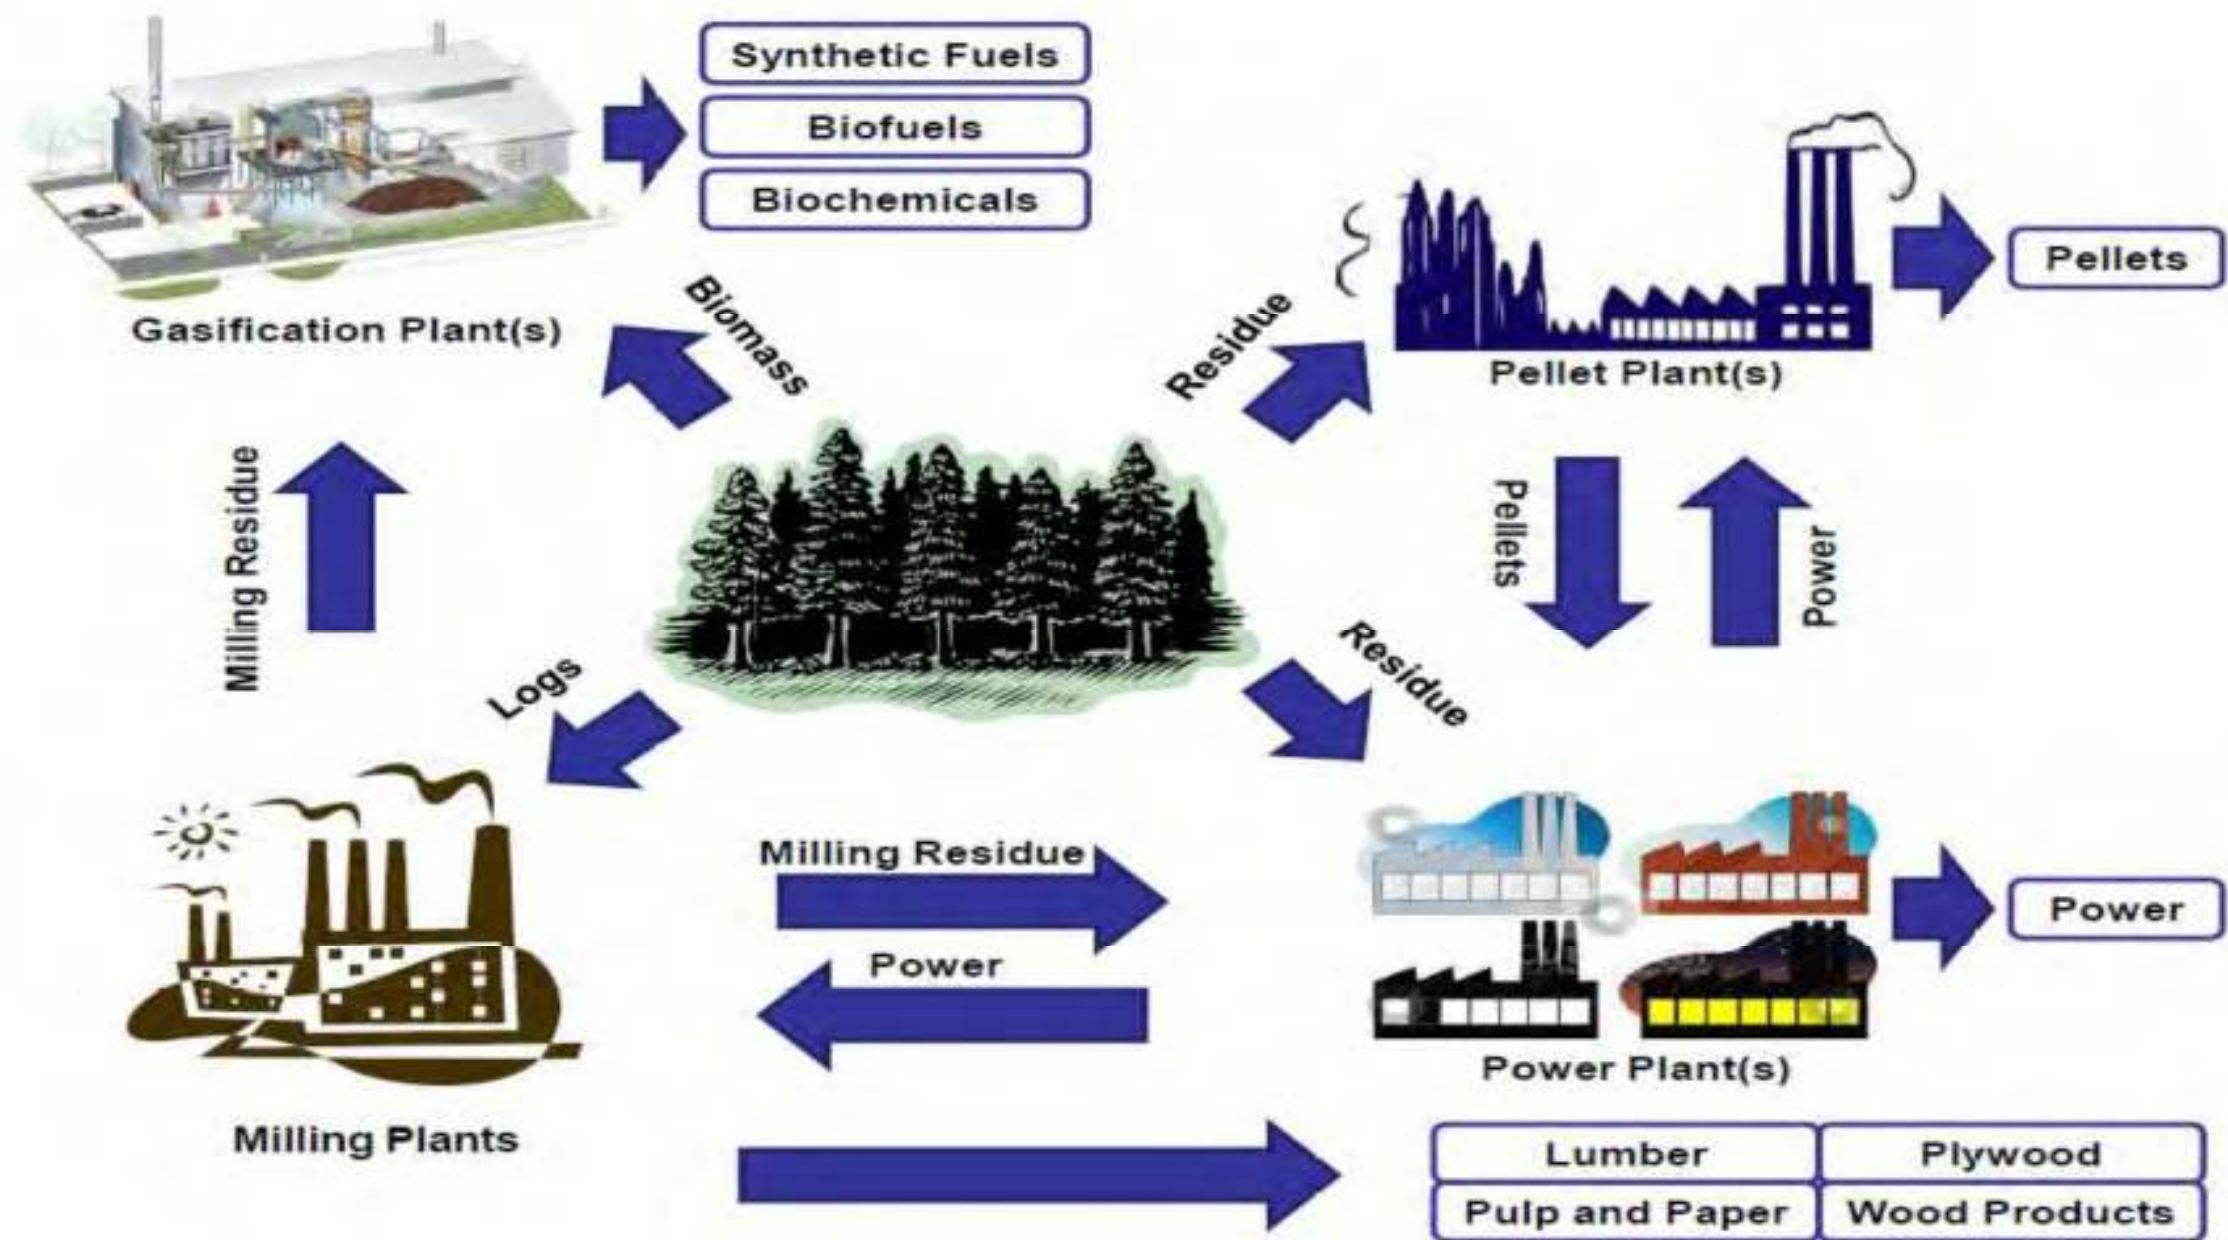 Synthetic Fuels
Biofuels
Biochemicals
Gasification Plant(s)
Biomass
Residue
Pellets
Pellet Plant(s)
Milling Residue
Pellets
Power
Logs
Residue
Milling Residue
Power
Power
Power Plant(s)
Milling Plants
Lumber
Plywood
Pulp and Paper
Wood Products